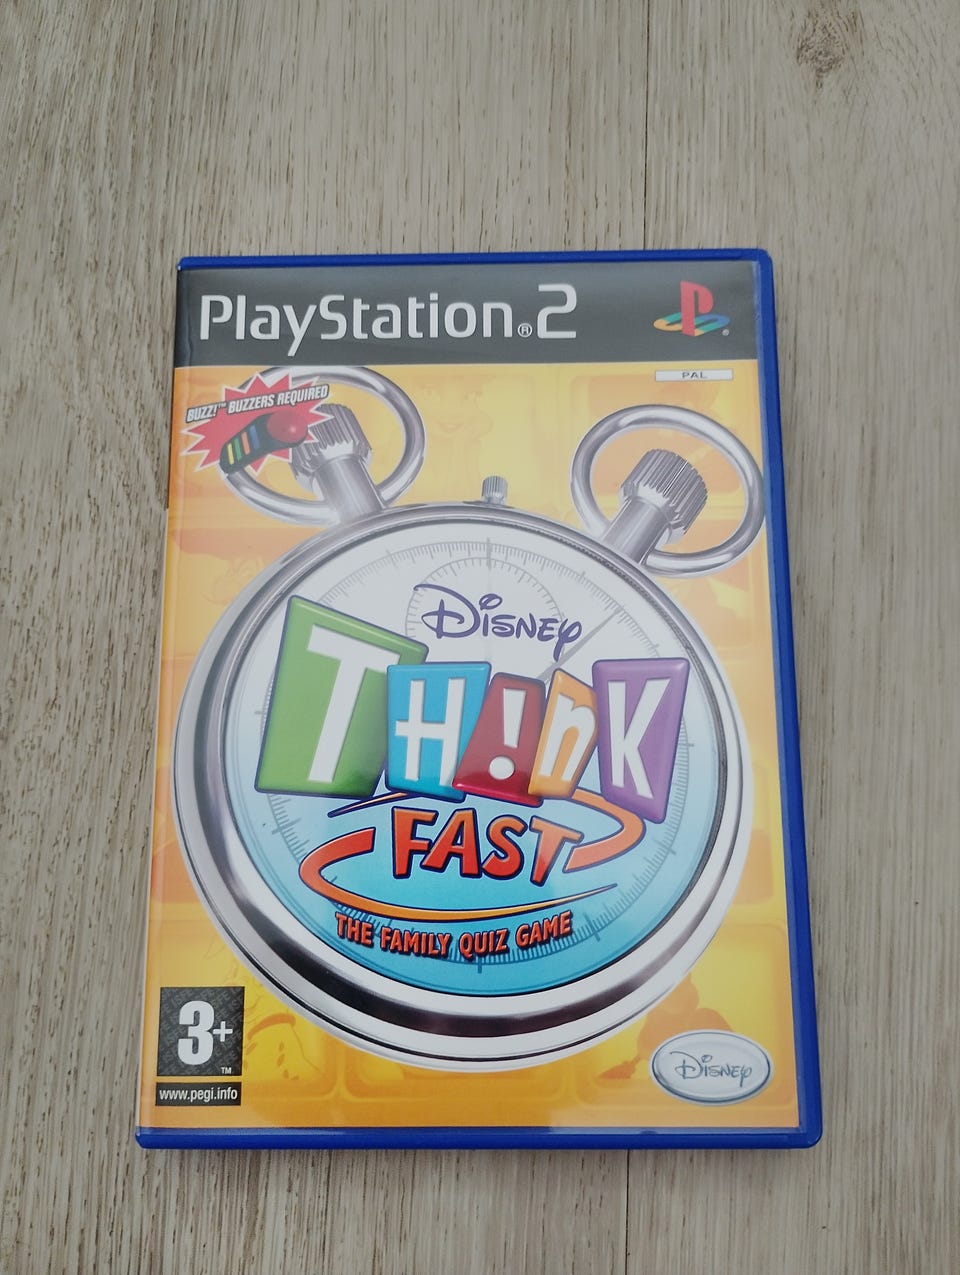 PlayStation®2
PAL
BUZZ!™ BUZZERS REQUIRED
Disney
TH!nK
FAST
THE FAMILY QUIZ GAME
3+
™
www.pegi.info
Disney